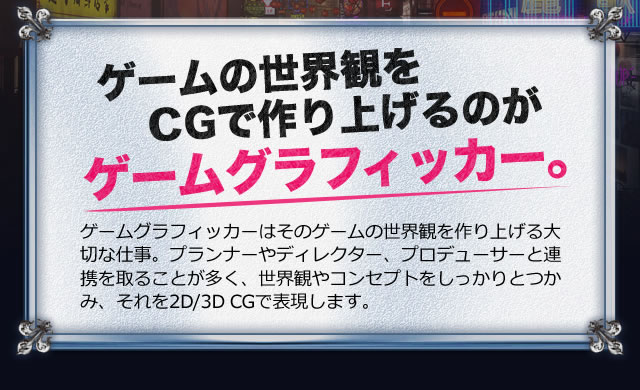 ゲームの世界観を
CGで作り上げるのが
ゲームグラフィッカー。
ゲームグラフィッカーはそのゲームの世界観を作り上げる大
切な仕事。プランナーやディレクター、プロデューサーと連
携を取ることが多く、世界観やコンセプトをしっかりとつか
み、それを2D/3D CGで表現します。